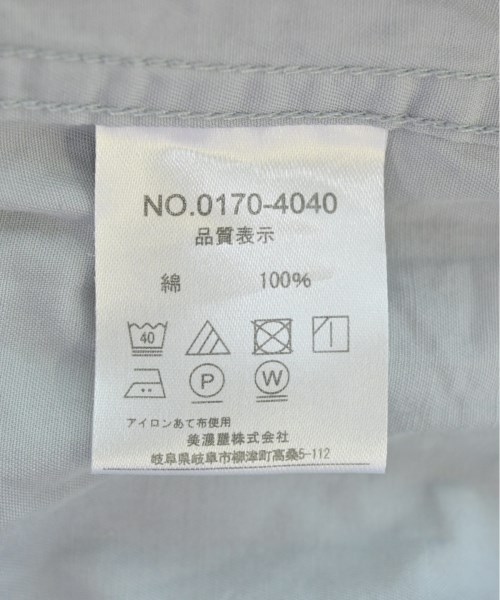 NO.0170-4040
品質表示
綿 100%
40
P W
アイロンあて布使用
美濃屋株式会社
岐阜県岐阜市柳津町高桑5-112